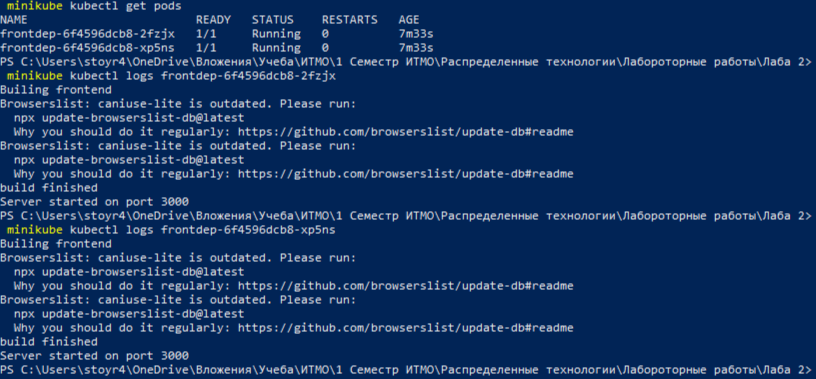 minikube kubectl get pods
NAME READY STATUS RESTARTS AGE
frontdep-6f4596dcb8-2fzjx 1/1 Running 0 7m33s
frontdep-6f4596dcb8-xp5ns 1/1 Running 0 7m33s
PS C:\Users\stoyr4\OneDrive\Вложения\Учеба\ИТМО\1 Семестр ИТМО\Распределенные технологии\Лабороторные работы\Лаба 2>
minikube kubectl logs frontdep-6f4596dcb8-2fzjx
Builing frontend
Browserslist: caniuse-lite is outdated. Please run:
npx update-browserslist-db@latest
Why you should do it regularly: https://github.com/browserslist/update-db#readme
Browserslist: caniuse-lite is outdated. Please run:
npx update-browserslist-db@latest
Why you should do it regularly: https://github.com/browserslist/update-db#readme
build finished
Server started on port 3000
PS C:\Users\stoyr4\OneDrive\Вложения\Учеба\ИТМО\1 Семестр ИТМО\Распределенные технологии\Лабороторные работы\Лаба 2>
minikube kubectl logs frontdep-6f4596dcb8-xp5ns
Builing frontend
Browserslist: caniuse-lite is outdated. Please run:
npx update-browserslist-db@latest
Why you should do it regularly: https://github.com/browserslist/update-db#readme
Browserslist: caniuse-lite is outdated. Please run:
npx update-browserslist-db@latest
Why you should do it regularly: https://github.com/browserslist/update-db#readme
build finished
Server started on port 3000
PS C:\Users\stoyr4\OneDrive\Вложения\Учеба\ИТМО\1 Семестр ИТМО\Распределенные технологии\Лабороторные работы\Лаба 2>